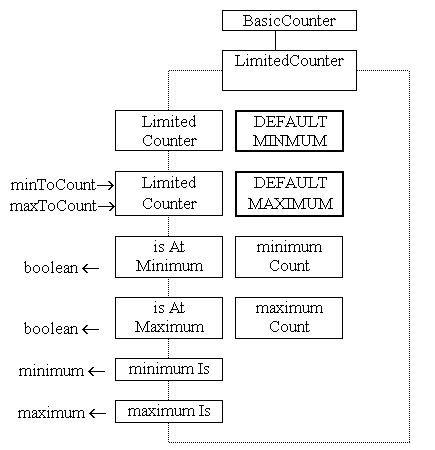 BasicCounter
LimitedCounter
Limited
Counter
DEFAULT
MINMUM
minToCount
maxToCount
Limited
Counter
DEFAULT
MAXIMUM
boolean
is At
Minimum
minimum
Count
boolean
is At
Maximum
maximum
Count
minimum
minimum Is
maximum
maximum Is